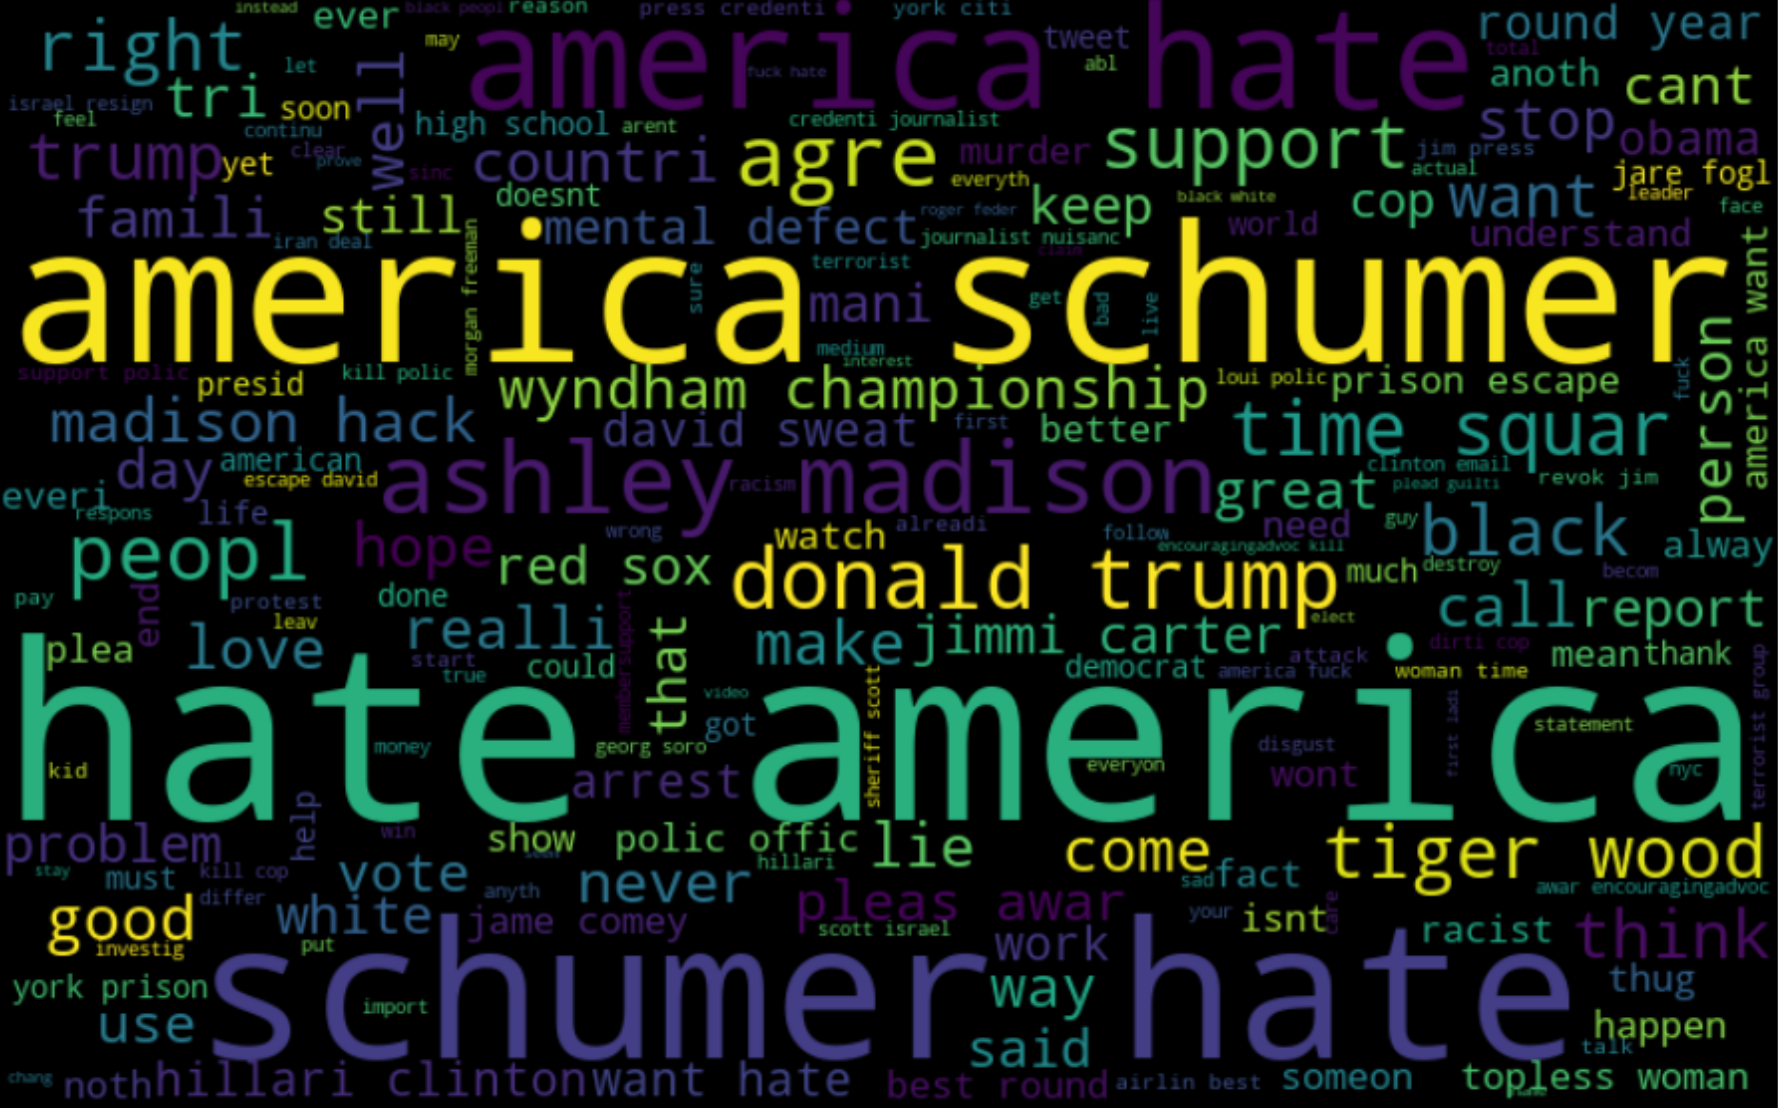 instead ever black peopl reason press credenti york citi
right may america hate tweet round year
let well fuck hate abl total anoth cant
israel resign tri soon
feel continu high school arent credenti journalist support stop obama
trump yet clear prove sinc countri agre murder everyth jim press actual jare fogl
doesnt black white leader
famili still mental defect roger feder keep cop want face
iran deal journalist nuisanc world understand
claim
america schumer
morgan freeman sure terrorist mani get bad live
medium interest
america want
person
support polic presid kill polic wyndham championship loui polic prison escape fuck
madison hack david sweat first better time squar
day american escape david ashley madison racism great clinton email plead guilti revok jim
everi respons life
wrong alreadi follow need guy black alway
peopl hope red sox watch encouragingadvoc kill
donald trump much destroy becom
pay end protest done elect call report
leav
plea love realli that make jimmi carter dirti cop mean thank
start true could membersupport democrat america fuck attack woman time
hate america
video got sheriff scott first ladi statement terrorist group
kid money georg soro arrest everyon disgust wont nyc
problem help win show polic offic lie come tiger wood
stay must kill cop vote seen hillari
differ anyth never sad fact awar encouragingadvoc
good white jame comey pleas awar your isnt care racist think
investig put scott israel work
schumer hate
york prison import way thug
use said happen
talk
chang noth hillari clinton want hate best round airlin best someon topless woman